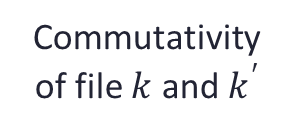 Commutativity
of file k and k′